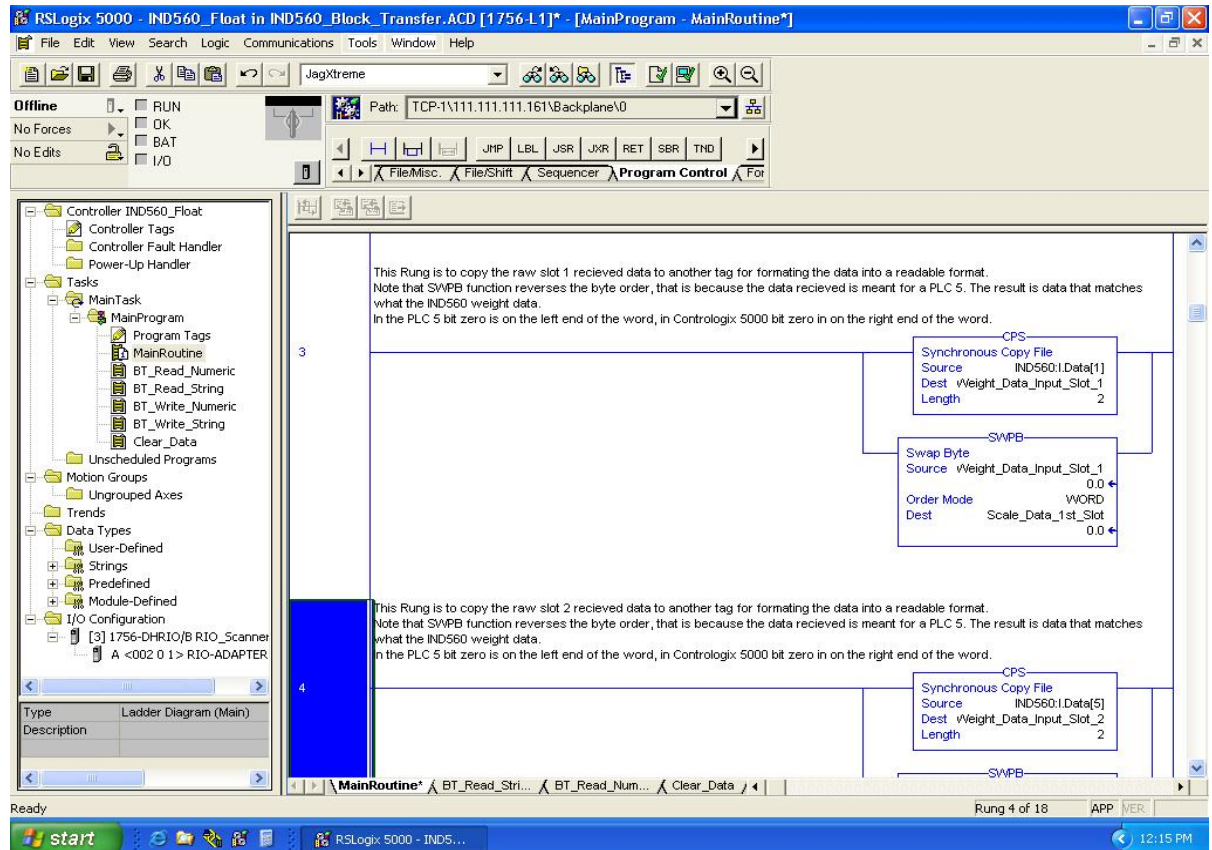 RSLogix 5000 - IND560_Float in IND560_Block_Transfer.ACD [1756-L1]* - [MainProgram - MainRoutine*]
File Edit View Search Logic Communications Tools Window Help
JagXtreme
Offline
RUN
No Forces
OK
No Edits
BAT
I/O
Path: TCP-1\111.111.111.161\Backplane\0
JMP LBL JSR JXR RET SBR TND
File/Misc. File/Shift Sequencer Program Control For
Controller IND560_Float
Controller Tags
Controller Fault Handler
Power-Up Handler
Tasks
MainTask
MainProgram
Program Tags
MainRoutine
BT_Read_Numeric
BT_Read_String
BT_Write_Numeric
BT_Write_String
Clear_Data
Unscheduled Programs
Motion Groups
Ungrouped Axes
Trends
Data Types
User-Defined
Strings
Predefined
Module-Defined
I/O Configuration
[3] 1756-DHRIO/B RIO_Scanner
A <002 0 1> RIO-ADAPTER
Type Ladder Diagram (Main)
Description
This Rung is to copy the raw slot 1 recieved data to another tag for formating the data into a readable format.
Note that SWPB function reverses the byte order, that is because the data recieved is meant for a PLC 5. The result is data that matches
what the IND560 weight data.
In the PLC 5 bit zero is on the left end of the word, in Contrologix 5000 bit zero in on the right end of the word.
3
CPS
Synchronous Copy File
Source IND560:I.Data[1]
Dest Weight_Data_Input_Slot_1
Length 2
SWPB
Swap Byte
Source Weight_Data_Input_Slot_1
0.0
Order Mode WORD
Dest Scale_Data_1st_Slot
0.0
This Rung is to copy the raw slot 2 recieved data to another tag for formating the data into a readable format.
Note that SWPB function reverses the byte order, that is because the data recieved is meant for a PLC 5. The result is data that matches
what the IND560 weight data.
In the PLC 5 bit zero is on the left end of the word, in Contrologix 5000 bit zero in on the right end of the word.
4
CPS
Synchronous Copy File
Source IND560:I.Data[5]
Dest Weight_Data_Input_Slot_2
Length 2
SWPB
MainRoutine* BT_Read_Stri... BT_Read_Num... Clear_Data
Ready
Rung 4 of 18 APP VER
start
RSLogix 5000 - IND5...
12:15 PM